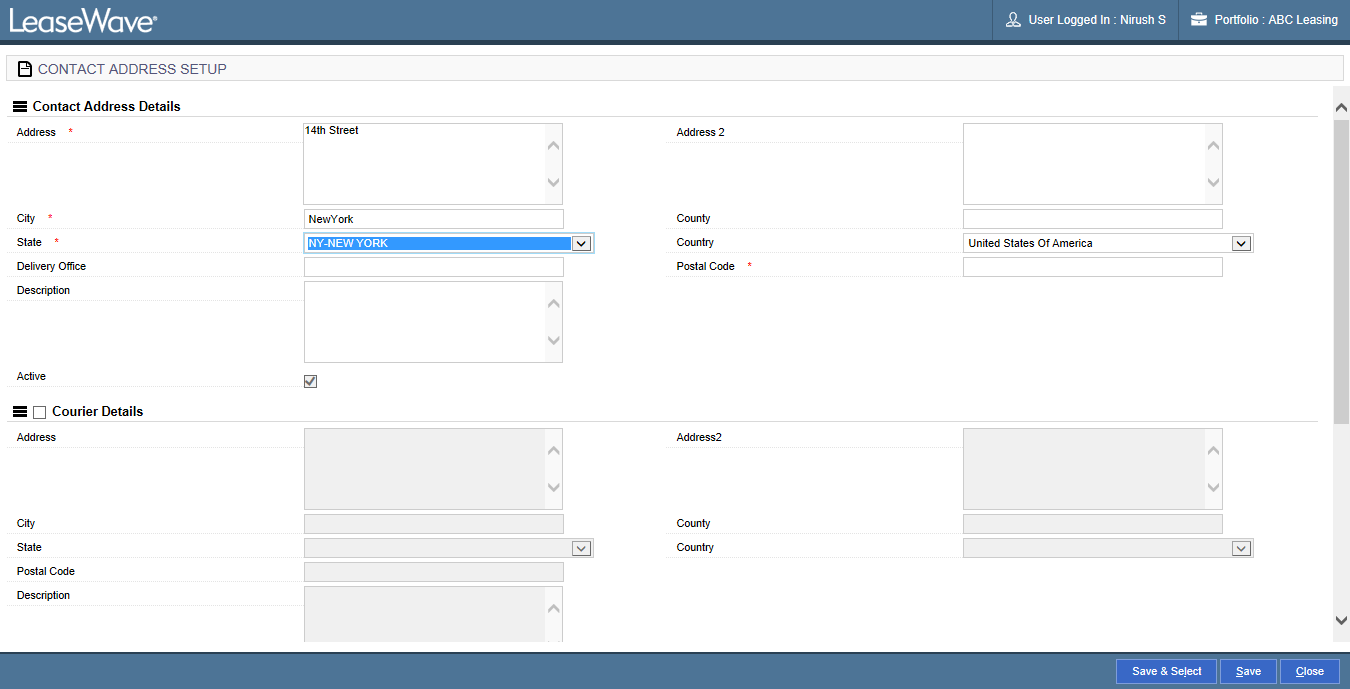 LeaseWave®
User Logged In : Nirush S
Portfolio : ABC Leasing
CONTACT ADDRESS SETUP
Contact Address Details
Address *
14th Street
Address 2
City *
NewYork
County
State *
NY-NEW YORK
Country
United States Of America
Delivery Office
Postal Code *
Description
Active
Courier Details
Address
Address2
City
County
State
Country
Postal Code
Description
Save & Select
Save
Close